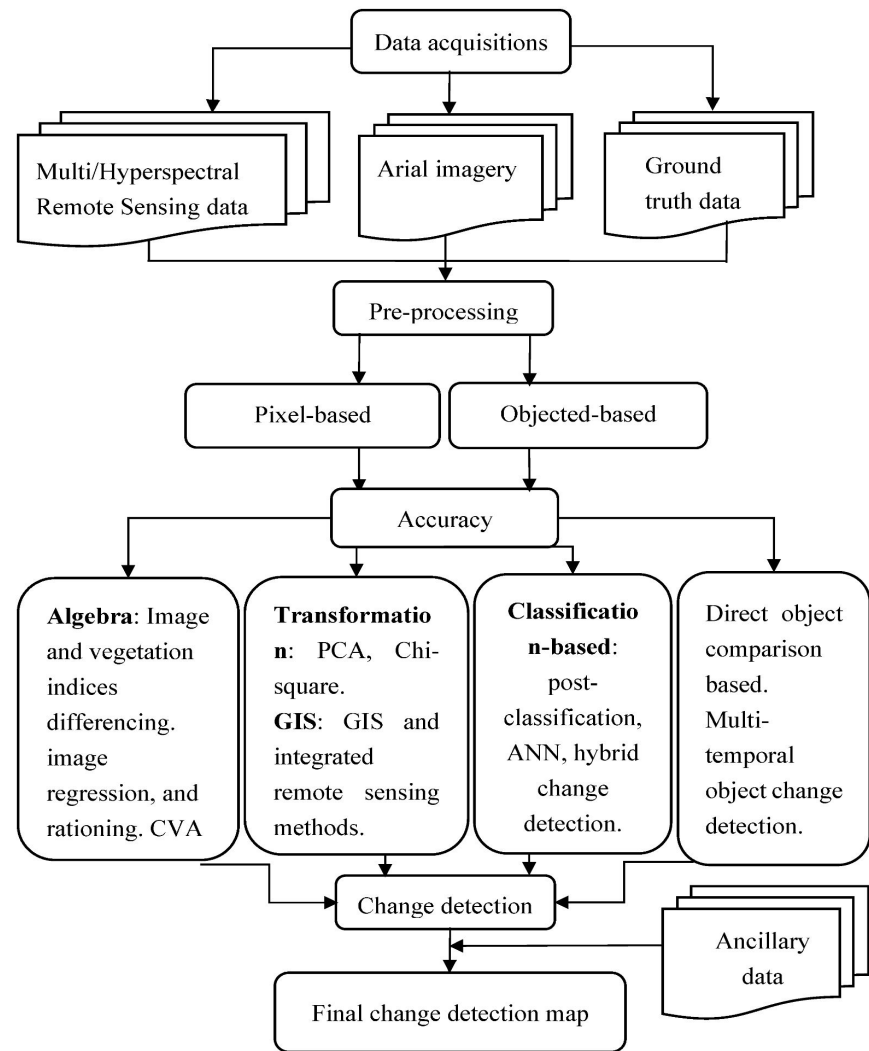 Data acquisitions
Multi/Hyperspectral
Remote Sensing data
Arial imagery
Ground
truth data
Pre-processing
Pixel-based
Objected-based
Accuracy
Algebra: Image
and vegetation
indices
differencing.
image
regression, and
rationing. CVA
Transformatio
n: PCA, Chi-
square.
GIS: GIS and
integrated
remote sensing
methods.
Classificatio
n-based:
post-
classification,
ANN, hybrid
change
detection.
Direct object
comparison
based.
Multi-
temporal
object change
detection.
Change detection
Ancillary
data
Final change detection map